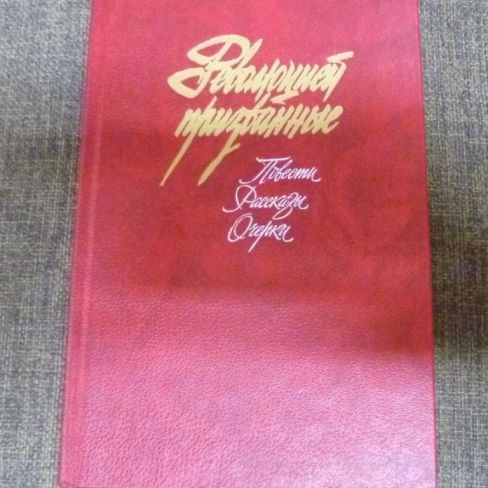 Революцией
призванные
Повести
Рассказы
Очерки